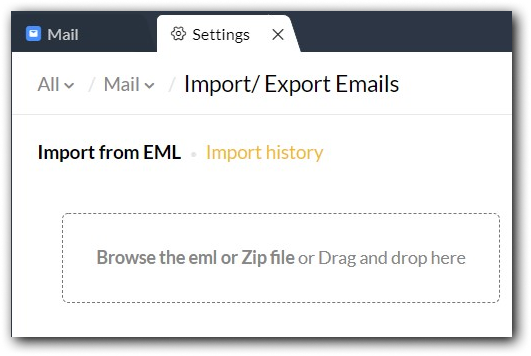 Mail Settings
All / Mail / Import/ Export Emails
Import from EML • Import history
Browse the eml or Zip file or Drag and drop here